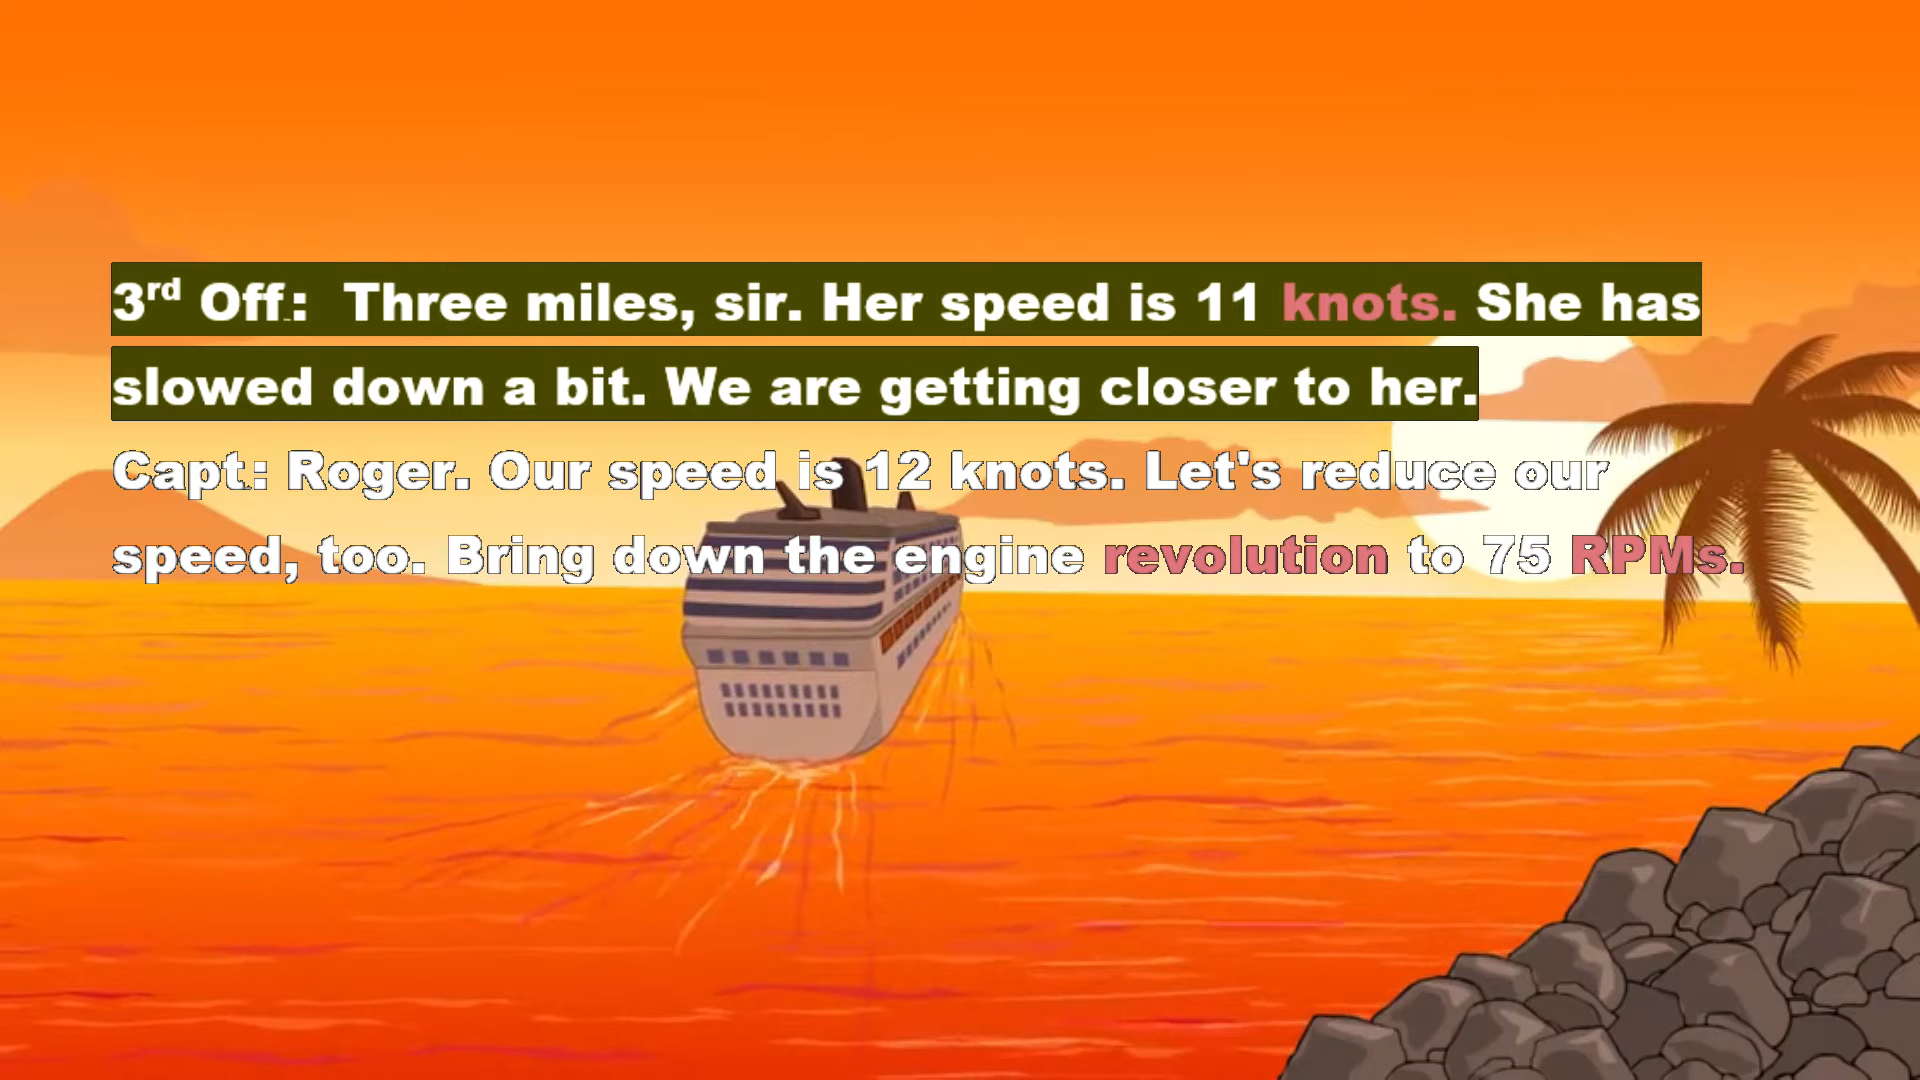 3rd Off: Three miles, sir. Her speed is 11 knots. She has
slowed down a bit. We are getting closer to her.
Capt: Roger. Our speed is 12 knots. Let's reduce our
speed, too. Bring down the engine revolution to 75 RPMs.